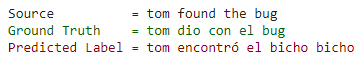 Source = tom found the bug
Ground Truth = tom dio con el bug
Predicted Label = tom encontró el bicho bicho